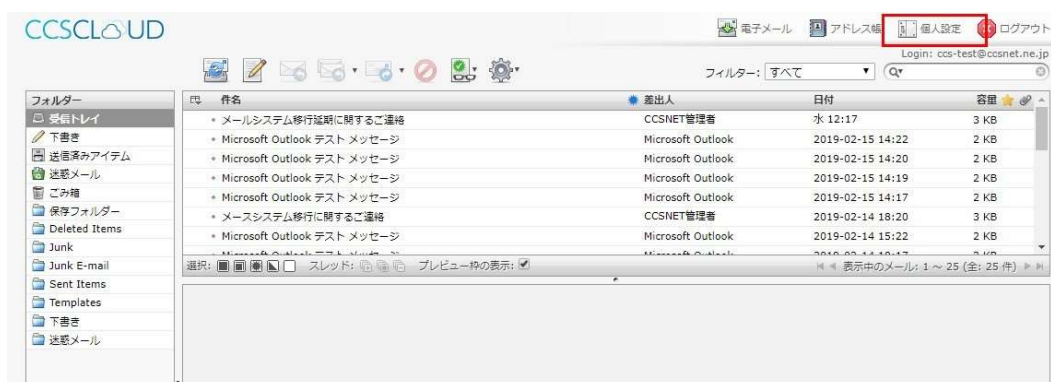 CCSCLOUD
電子メール アドレス帳 個人設定 ログアウト
Login: ccs-test@ccsnet.ne.jp
フィルター: すべて
フォルダー
受信トレイ
下書き
送信済みアイテム
迷惑メール
ごみ箱
保存フォルダー
Deleted Items
Junk
Junk E-mail
Sent Items
Templates
下書き
迷惑メール
件名 差出人 日付 容量
メールシステム移行延期に関するご連絡 CCSNET管理者 水 12:17 3 KB
Microsoft Outlook テスト メッセージ Microsoft Outlook 2019-02-15 14:22 2 KB
Microsoft Outlook テスト メッセージ Microsoft Outlook 2019-02-15 14:20 2 KB
Microsoft Outlook テスト メッセージ Microsoft Outlook 2019-02-15 14:19 2 KB
Microsoft Outlook テスト メッセージ Microsoft Outlook 2019-02-15 14:17 2 KB
メースシステム移行に関するご連絡 CCSNET管理者 2019-02-14 18:20 3 KB
Microsoft Outlook テスト メッセージ Microsoft Outlook 2019-02-14 15:22 2 KB
選択: スレッド: プレビュー枠の表示: 表示中のメール: 1 ~ 25 (全: 25 件)